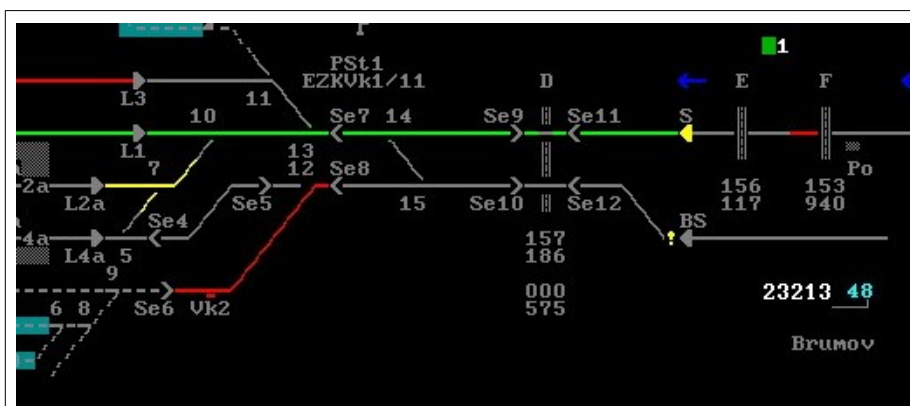 1
PSt1
EZKVk1/11
D
E
F
L3
11
10
Se7
14
Se9
Se11
S
L1
7
13
12
Se8
a
2a
Po
156
117
153
940
L2a
Se4
Se5
15
Se10
Se12
BS
4a
L4a
5
157
186
9
6
8
Se6
Vk2
000
575
23213 48
Brumov